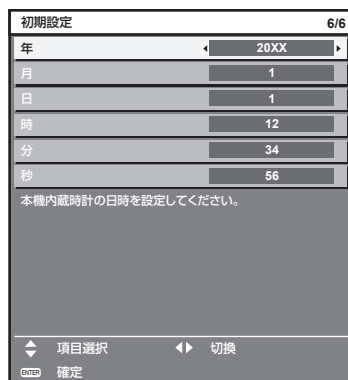 初期設定 6/6
年 20XX
月 1
日 1
時 12
分 34
秒 56
本機内蔵時計の日時を設定してください。
項目選択 切換
ENTER 確定